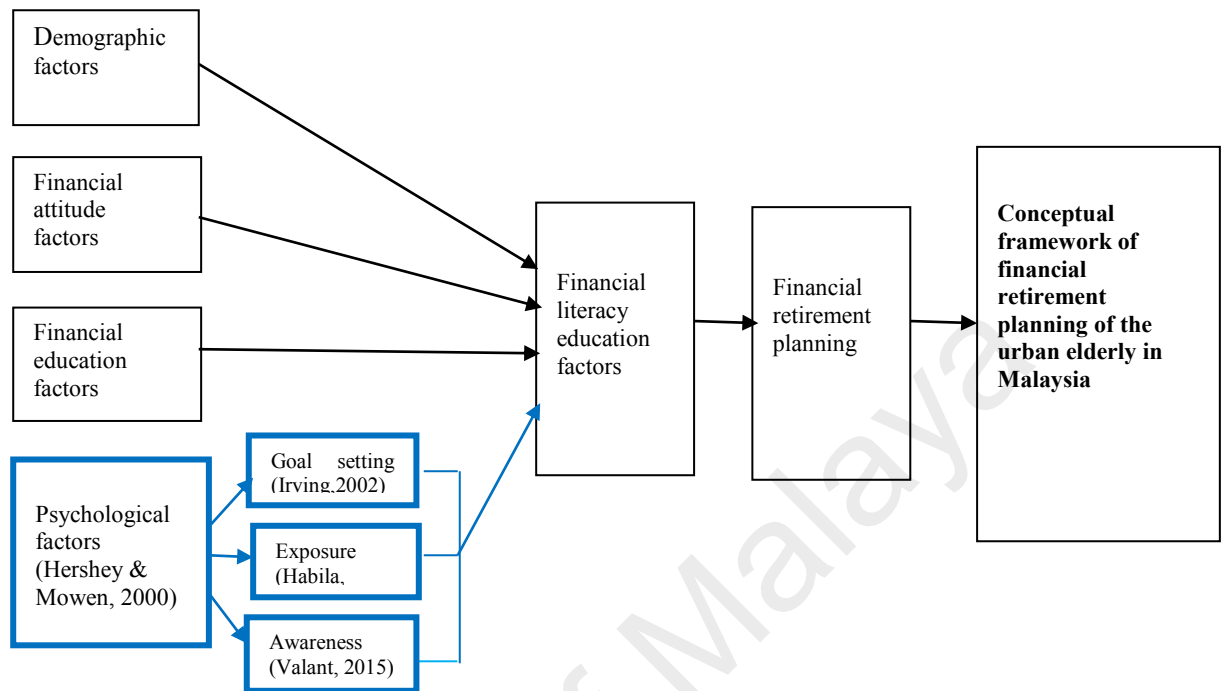 Demographic
factors
Financial
attitude
factors
Financial
education
factors
Psychological
factors
(Hershey &
Mowen, 2000)
Goal setting
(Irving,2002)
Exposure
(Habila,
Awareness
(Valant, 2015)
Financial
literacy
education
factors
Financial
retirement
planning
Conceptual
framework of
financial
retirement
planning of the
urban elderly in
Malaysia
of Malaya